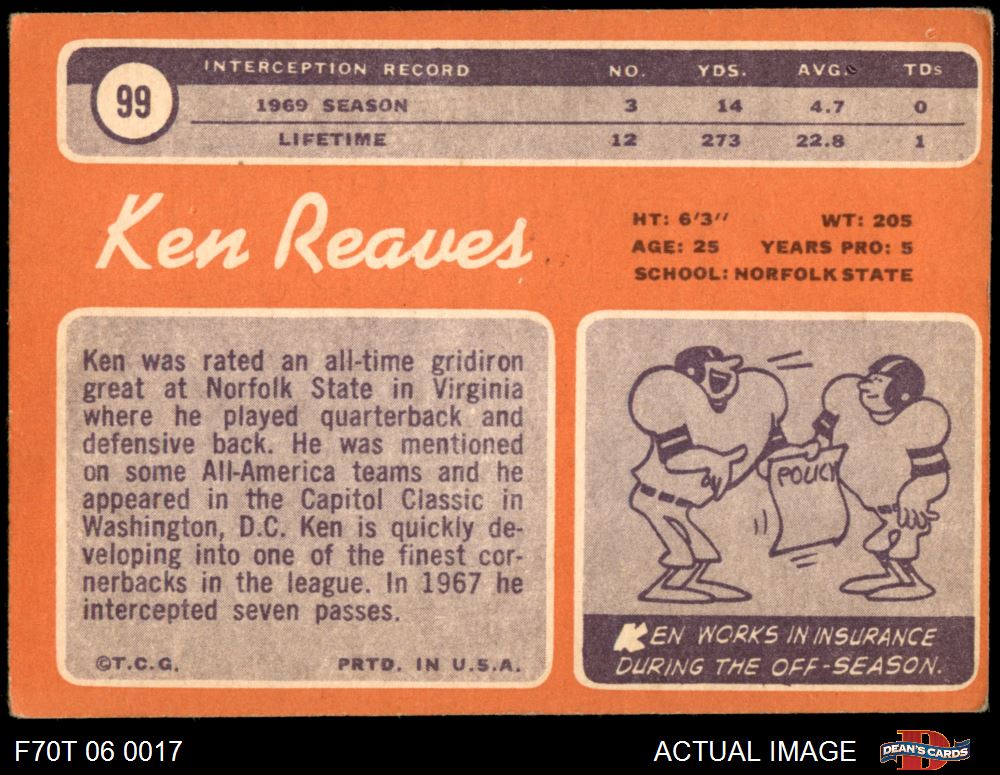 99
INTERCEPTION RECORD NO. YDS. AVG. TDs
1969 SEASON 3 14 4.7 0
LIFETIME 12 273 22.8 1
Ken Reaves
HT: 6'3" WT: 205
AGE: 25 YEARS PRO: 5
SCHOOL: NORFOLK STATE
Ken was rated an all-time gridiron
great at Norfolk State in Virginia
where he played quarterback and
defensive back. He was mentioned
on some All-America teams and he
appeared in the Capitol Classic in
Washington, D.C. Ken is quickly de-
veloping into one of the finest cor-
nerbacks in the league. In 1967 he
intercepted seven passes.
©T.C.G. PRTD. IN U.S.A.
POLICY
KEN WORKS IN INSURANCE
DURING THE OFF-SEASON.
F70T 06 0017 ACTUAL IMAGE DEAN'S CARDS